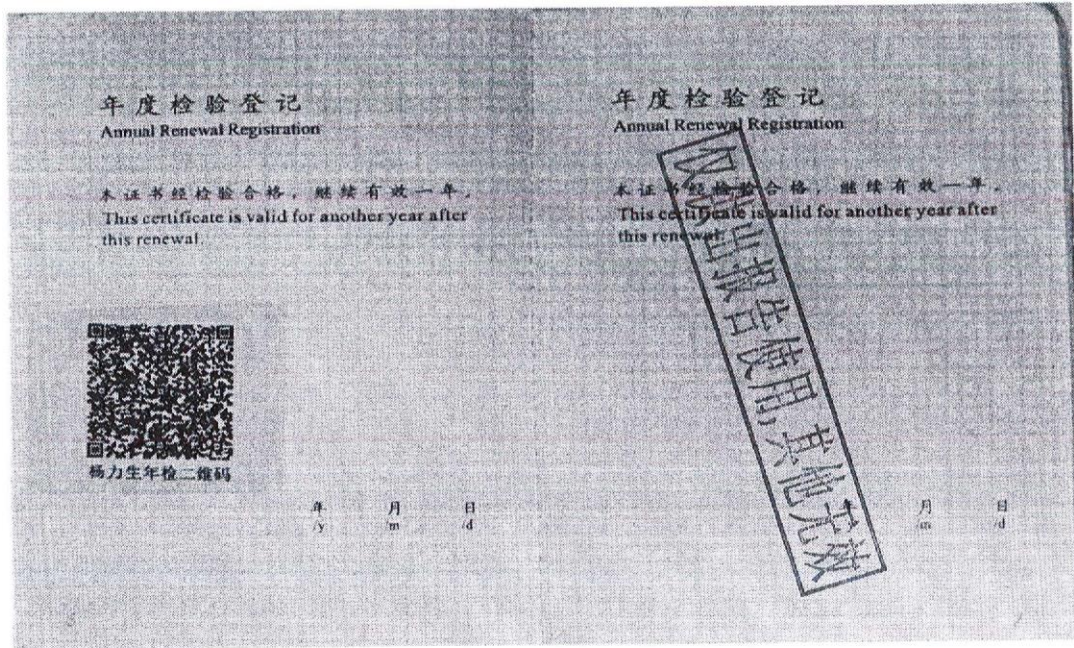 年度检验登记
Annual Renewal Registration
本证书经检验合格，继续有效一年。
This certificate is valid for another year after
this renewal.
杨力生年检二维码
年 月 日
/y /m /d
年度检验登记
Annual Renewal Registration
本证书经检验合格，继续有效一年。
This certificate is valid for another year after
this renewal.
仅供出报告使用,其他无效
年 月 日
/m /d